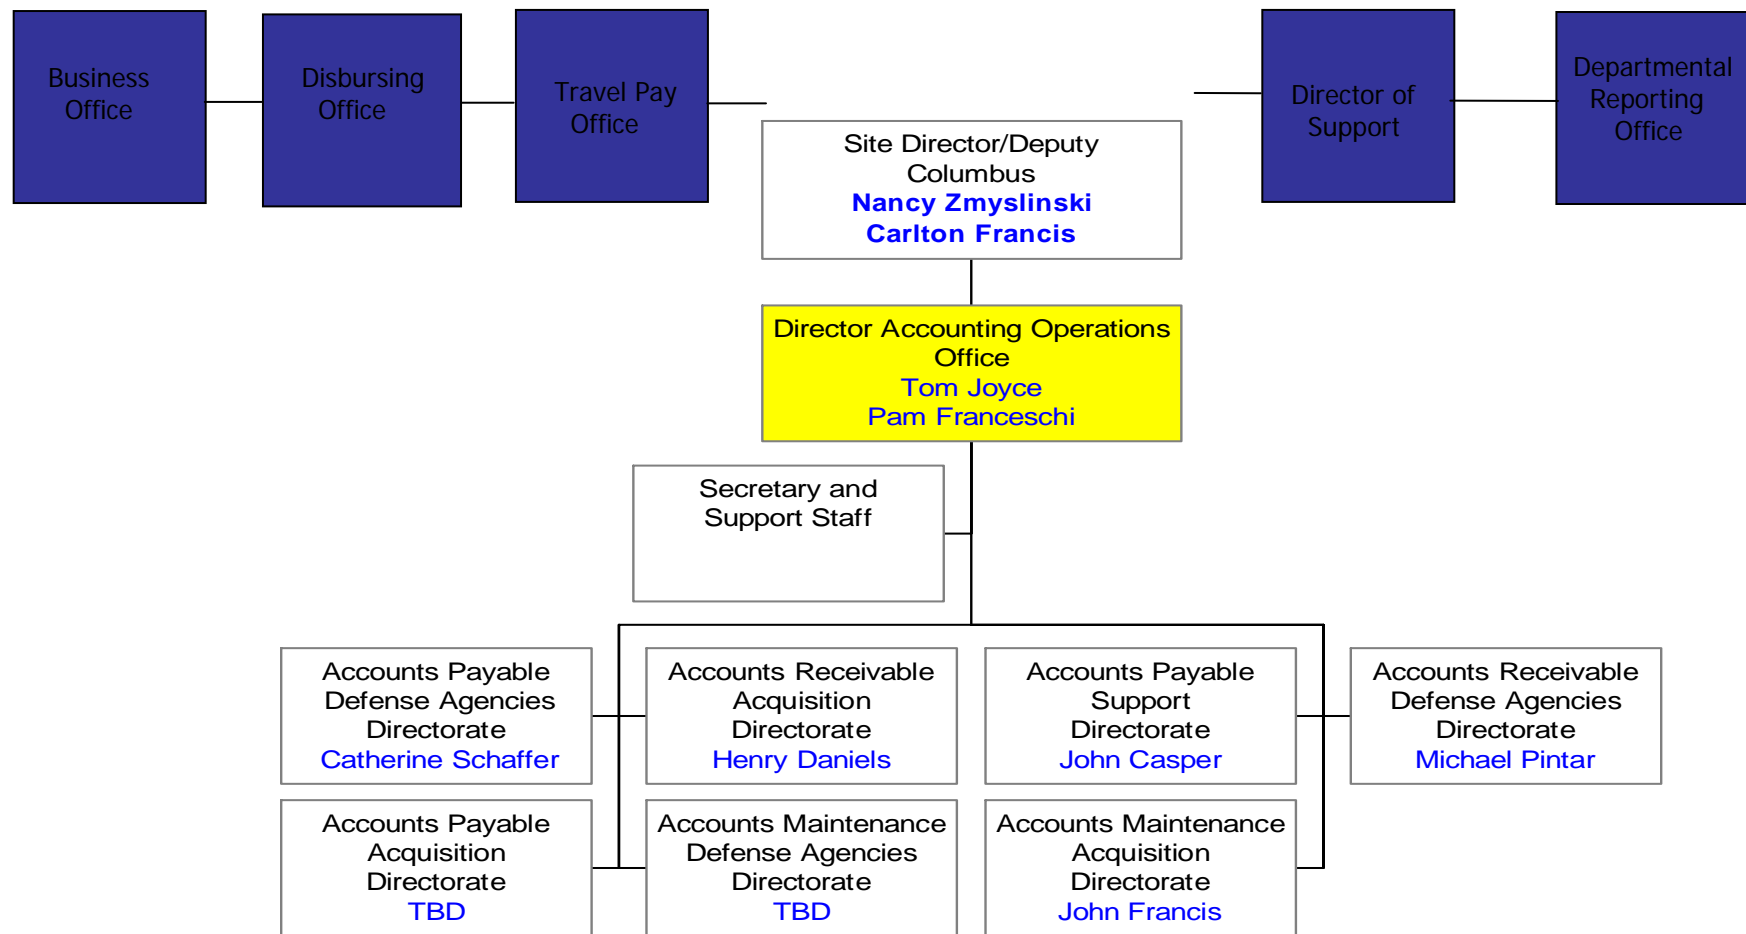 Business
Office
Disbursing
Office
Travel Pay
Office
Director of
Support
Departmental
Reporting
Office
Site Director/Deputy
Columbus
Nancy Zmyslinski
Carlton Francis
Director Accounting Operations
Office
Tom Joyce
Pam Franceschi
Secretary and
Support Staff
Accounts Payable
Defense Agencies
Directorate
Catherine Schaffer
Accounts Receivable
Acquisition
Directorate
Henry Daniels
Accounts Payable
Support
Directorate
John Casper
Accounts Receivable
Defense Agencies
Directorate
Michael Pintar
Accounts Payable
Acquisition
Directorate
TBD
Accounts Maintenance
Defense Agencies
Directorate
TBD
Accounts Maintenance
Acquisition
Directorate
John Francis